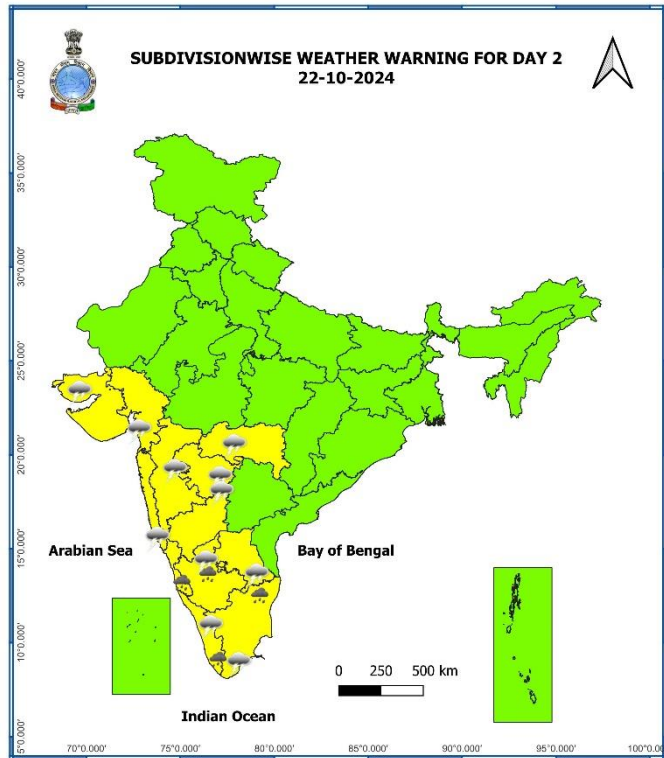 SUBDIVISIONWISE WEATHER WARNING FOR DAY 2
22-10-2024
40°0.000'
35°0.000'
30°0.000'
25°0.000'
20°0.000'
15°0.000'
10°0.000'
5°0.000'
Arabian Sea
Bay of Bengal
0 250 500 km
Indian Ocean
70°0.000' 75°0.000' 80°0.000' 85°0.000' 90°0.000' 95°0.000' 100°0.0